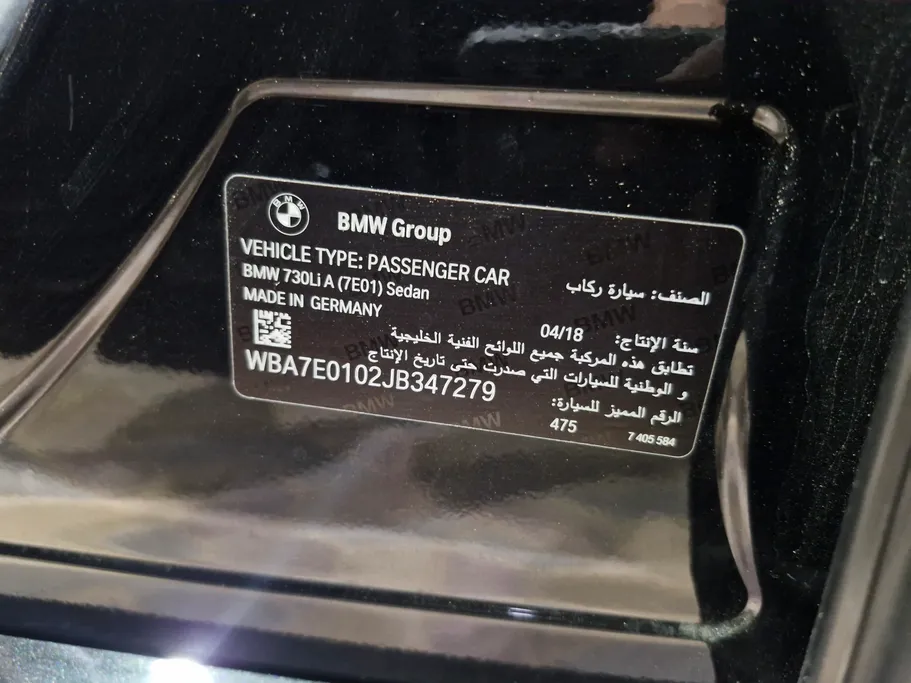 BMW
BMW Group
VEHICLE TYPE: PASSENGER CAR
BMW 730Li A (7E01) Sedan
MADE IN GERMANY
الصنف: سيارة ركاب
سنة الإنتاج: 04/18
تطابق هذه المركبة جميع اللوائح الفنية الخليجية
و الوطنية للسيارات التي صدرت حتى تاريخ الإنتاج
WBA7E0102JB347279
الرقم المميز للسيارة:
475
7 405 584